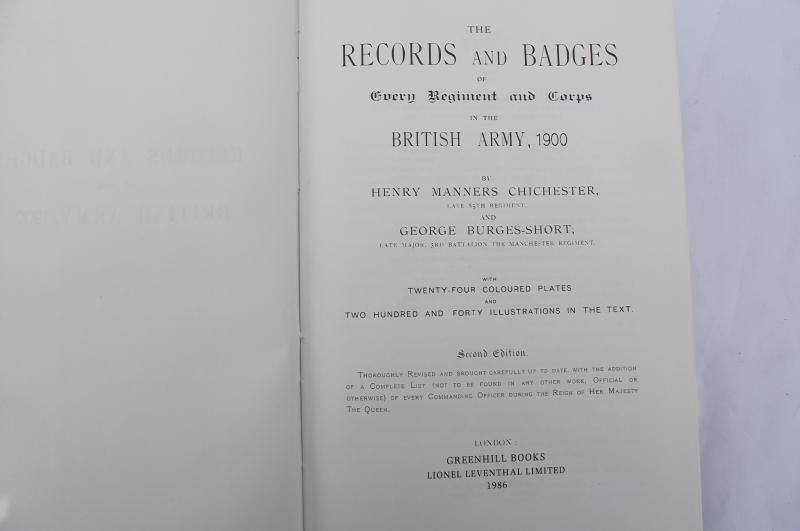 THE
RECORDS AND BADGES
OF
Every Regiment and Corps
IN THE
BRITISH ARMY, 1900
BY
HENRY MANNERS CHICHESTER,
LATE 85TH REGIMENT,
AND
GEORGE BURGES-SHORT,
LATE MAJOR, 3RD BATTALION THE MANCHESTER REGIMENT.
WITH
TWENTY-FOUR COLOURED PLATES
AND
TWO HUNDRED AND FORTY ILLUSTRATIONS IN THE TEXT.
Second Edition.
THOROUGHLY REVISED AND BROUGHT CAREFULLY UP TO DATE, WITH THE ADDITION
OF A COMPLETE LIST (NOT TO BE FOUND IN ANY OTHER WORK, OFFICIAL OR
OTHERWISE) OF EVERY COMMANDING OFFICER DURING THE REIGN OF HER MAJESTY
THE QUEEN.
LONDON:
GREENHILL BOOKS
LIONEL LEVENTHAL LIMITED
1986